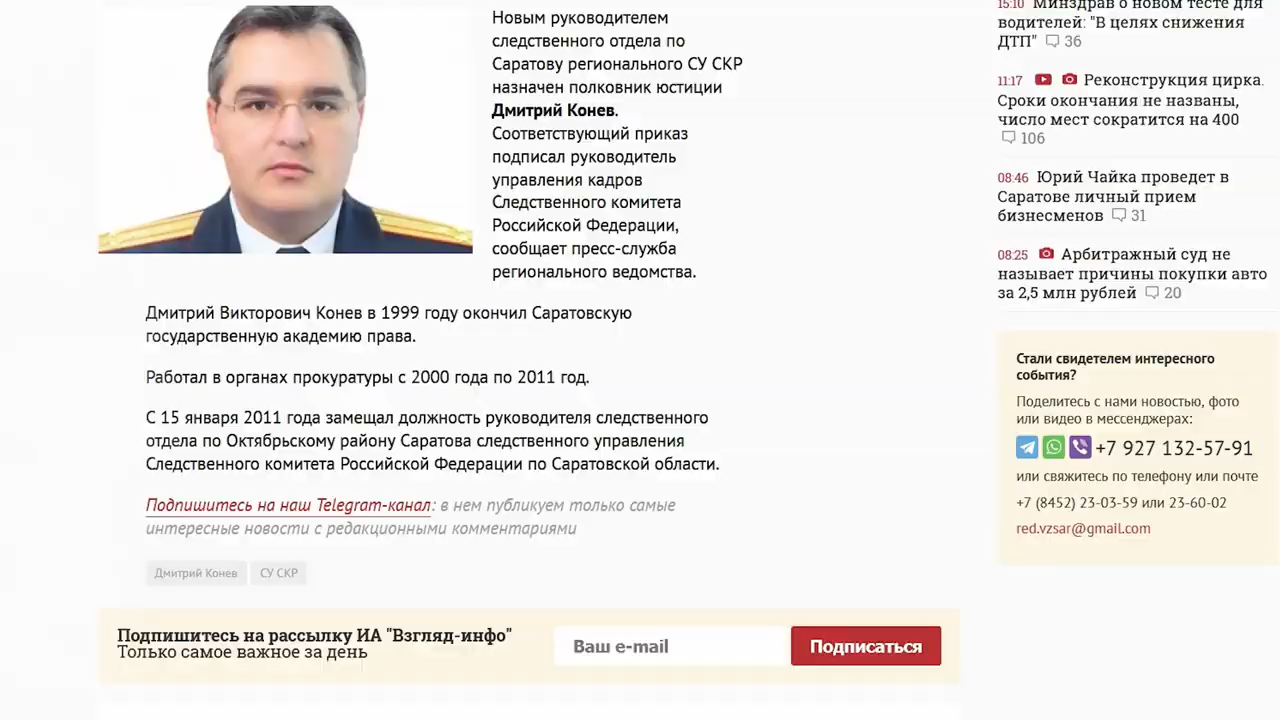 Новым руководителем
следственного отдела по
Саратову регионального СУ СКР
назначен полковник юстиции
Дмитрий Конев.
Соответствующий приказ
подписал руководитель
управления кадров
Следственного комитета
Российской Федерации,
сообщает пресс-служба
регионального ведомства.
Дмитрий Викторович Конев в 1999 году окончил Саратовскую
государственную академию права.
Работал в органах прокуратуры с 2000 года по 2011 год.
С 15 января 2011 года замещал должность руководителя следственного
отдела по Октябрьскому району Саратова следственного управления
Следственного комитета Российской Федерации по Саратовской области.
Подпишитесь на наш Telegram-канал: в нем публикуем только самые
интересные новости с редакционными комментариями
Дмитрий Конев СУ СКР
Подпишитесь на рассылку ИА "Взгляд-инфо"
Только самое важное за день
Ваш e-mail
Подписаться
15:10 Минздрав о новом тесте для
водителей: "В целях снижения
ДТП" 36
11:17 Реконструкция цирка.
Сроки окончания не названы,
число мест сократится на 400
106
08:46 Юрий Чайка проведет в
Саратове личный прием
бизнесменов 31
08:25 Арбитражный суд не
называет причины покупки авто
за 2,5 млн рублей 20
Стали свидетелем интересного
события?
Поделитесь с нами новостью, фото
или видео в мессенджерах:
+7 927 132-57-91
или свяжитесь по телефону или почте
+7 (8452) 23-03-59 или 23-60-02
red.vzsar@gmail.com